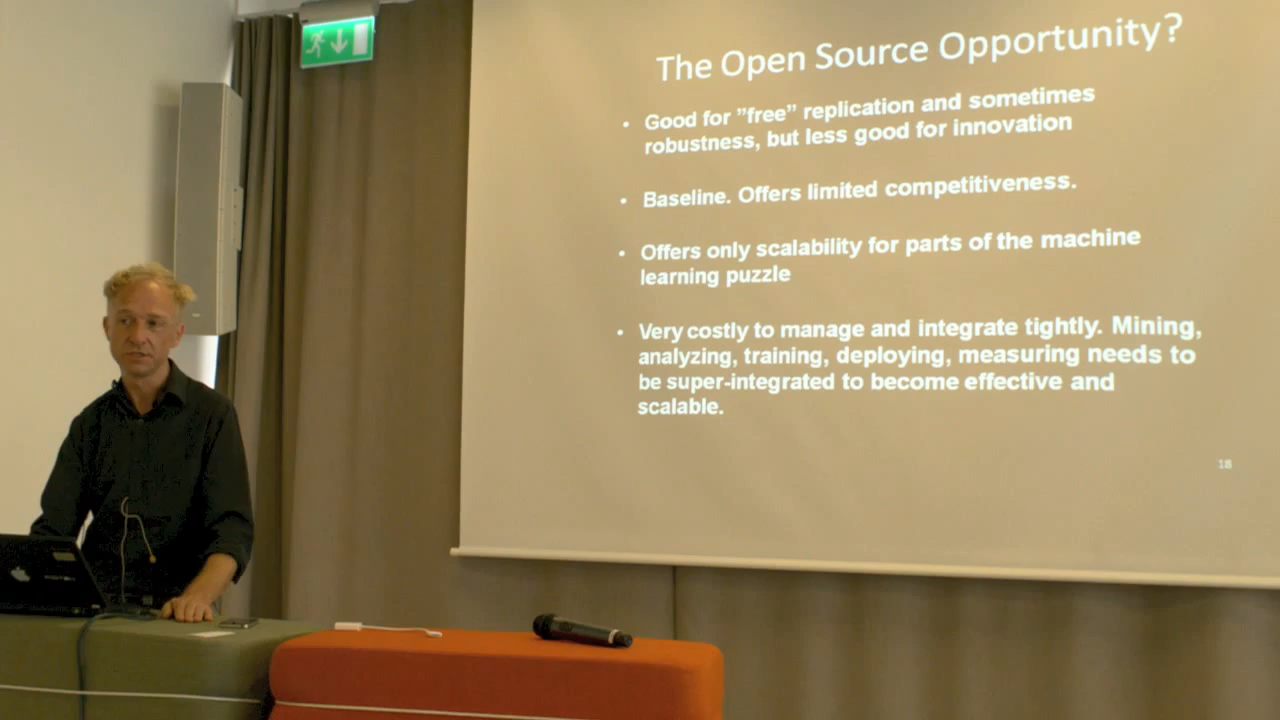 The Open Source Opportunity?
• Good for ”free” replication and sometimes
robustness, but less good for innovation
• Baseline. Offers limited competitiveness.
• Offers only scalability for parts of the machine
learning puzzle
• Very costly to manage and integrate tightly. Mining,
analyzing, training, deploying, measuring needs to
be super-integrated to become effective and
scalable.
18